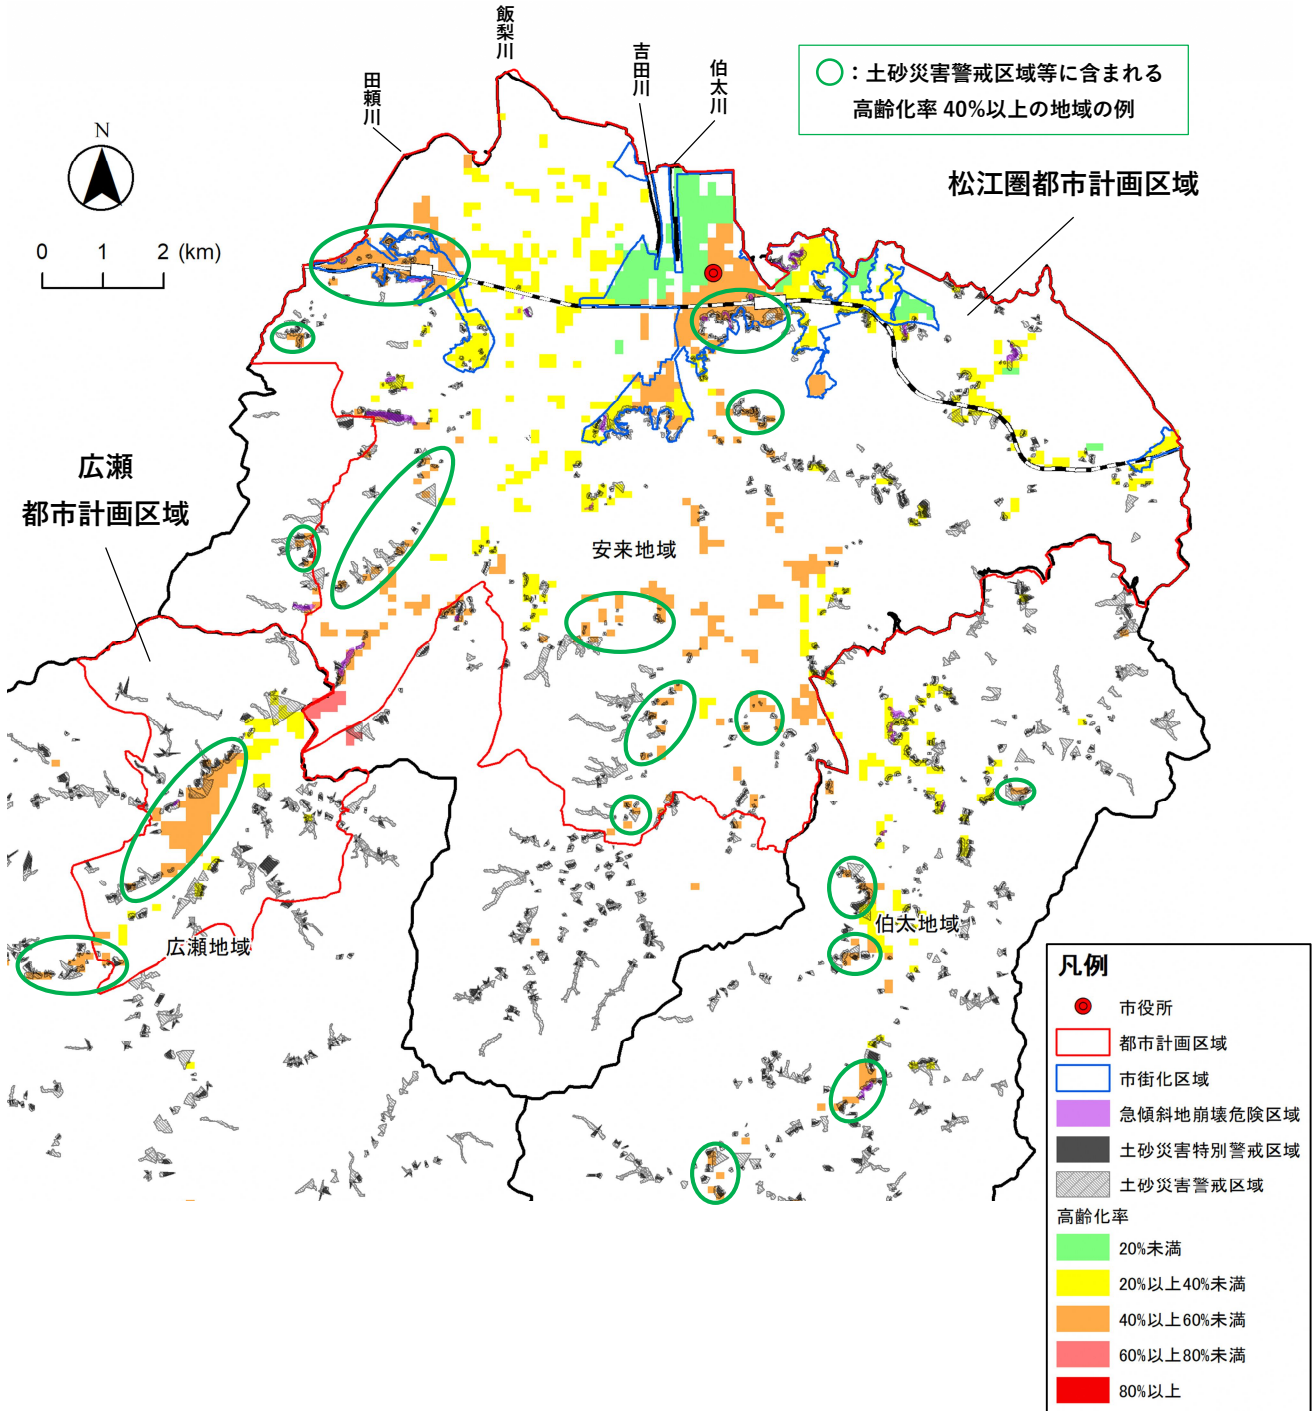 飯梨川
吉田川
伯太川
田頼川
：土砂災害警戒区域等に含まれる
高齢化率 40%以上の地域の例
N
0 1 2 (km)
松江圏都市計画区域
広瀬
都市計画区域
安来地域
広瀬地域
伯太地域
凡例
市役所
都市計画区域
市街化区域
急傾斜地崩壊危険区域
土砂災害特別警戒区域
土砂災害警戒区域
高齢化率
20%未満
20%以上40%未満
40%以上60%未満
60%以上80%未満
80%以上